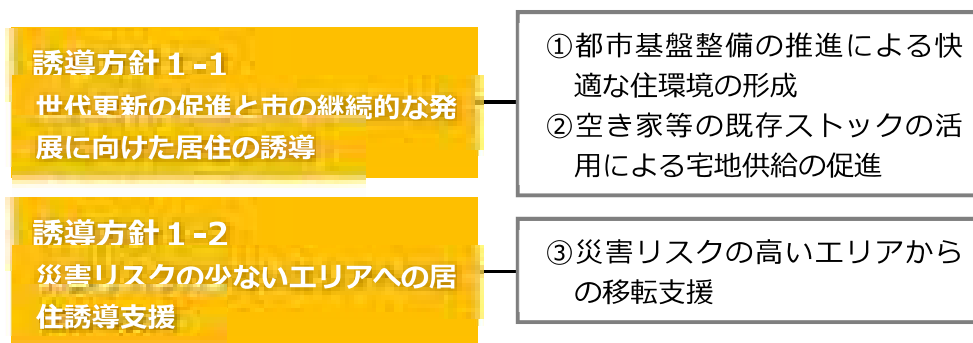 誘導方針１-1
世代更新の促進と市の継続的な発
展に向けた居住の誘導
①都市基盤整備の推進による快
適な住環境の形成
②空き家等の既存ストックの活
用による宅地供給の促進
誘導方針１-2
災害リスクの少ないエリアへの居
住誘導支援
③災害リスクの高いエリアから
の移転支援